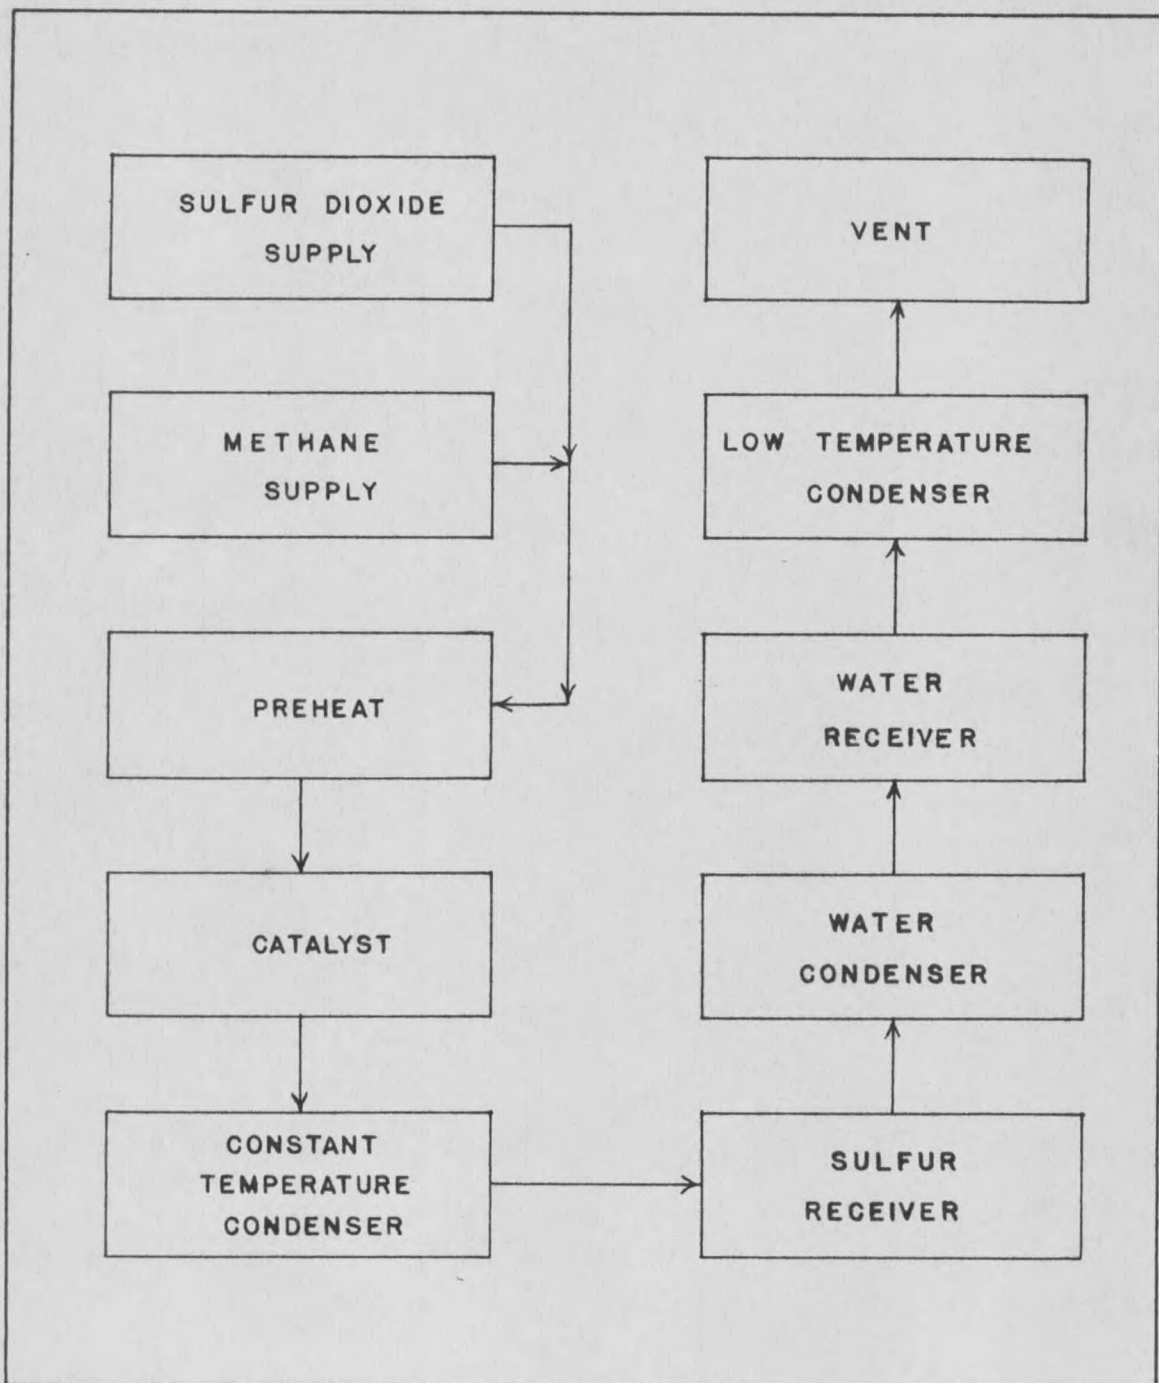 SULFUR DIOXIDE
SUPPLY
METHANE
SUPPLY
PREHEAT
CATALYST
CONSTANT
TEMPERATURE
CONDENSER
VENT
LOW TEMPERATURE
CONDENSER
WATER
RECEIVER
WATER
CONDENSER
SULFUR
RECEIVER